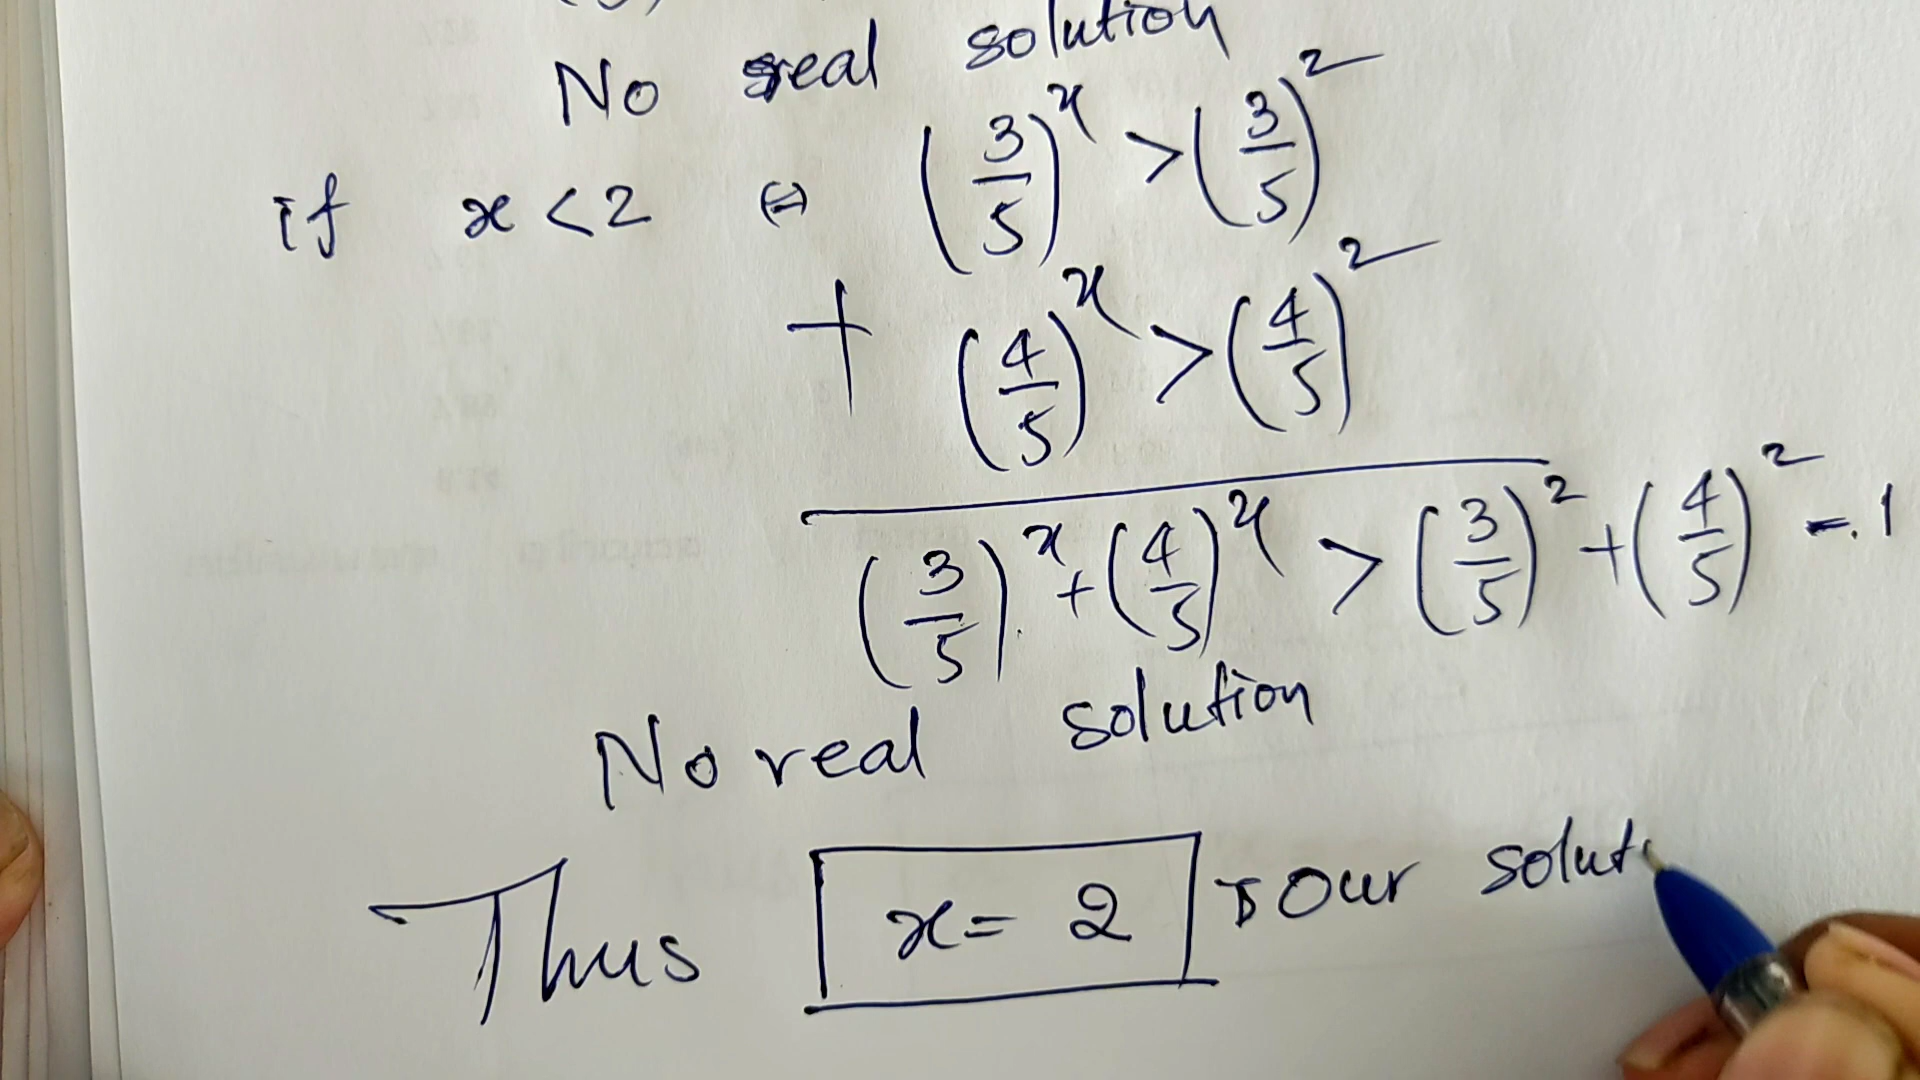 No real solution
if x < 2 ⇔ (3/5)^x > (3/5)^2
+ (4/5)^x > (4/5)^2
(3/5)^x + (4/5)^x > (3/5)^2 + (4/5)^2 = 1
No real solution
Thus x = 2 is our soluti